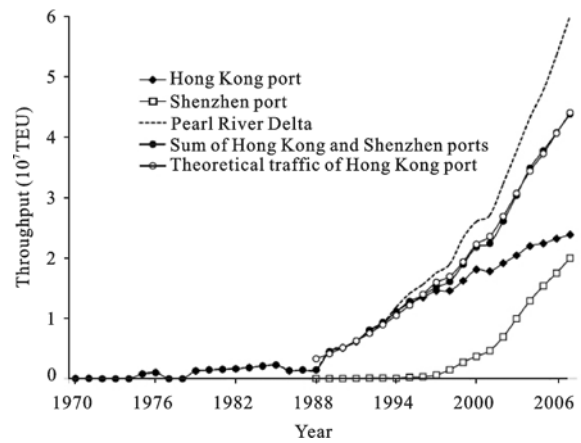 6
5
4
3
2
1
0
Throughput (10⁷TEU)
Hong Kong port
Shenzhen port
Pearl River Delta
Sum of Hong Kong and Shenzhen ports
Theoretical traffic of Hong Kong port
1970 1976 1982 1988 1994 2000 2006
Year